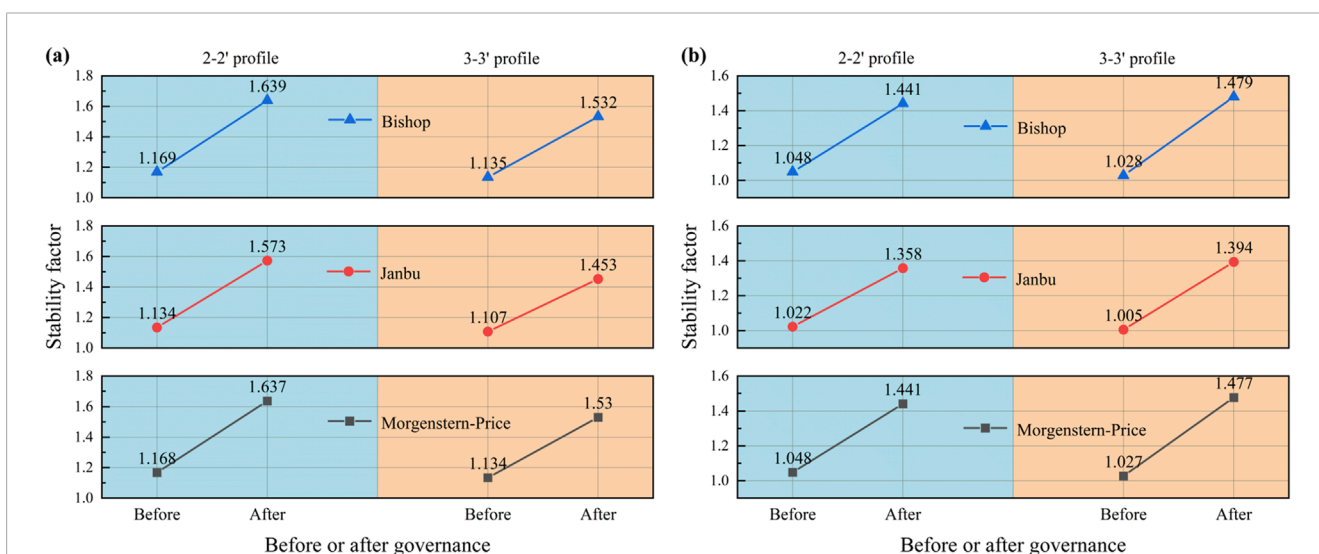 (a)
2-2' profile
3-3' profile
1.8
1.6
1.4
1.2
1.0
1.169
1.639
Bishop
1.135
1.532
1.8
1.6
1.4
1.2
1.0
1.134
1.573
Janbu
1.107
1.453
1.8
1.6
1.4
1.2
1.0
1.168
1.637
Morgenstern-Price
1.134
1.53
Stability factor
Before
After
Before
After
Before or after governance
(b)
2-2' profile
3-3' profile
1.6
1.4
1.2
1.0
1.048
1.441
Bishop
1.028
1.479
1.6
1.4
1.2
1.0
1.022
1.358
Janbu
1.005
1.394
1.6
1.4
1.2
1.0
1.048
1.441
Morgenstern-Price
1.027
1.477
Stability factor
Before
After
Before
After
Before or after governance